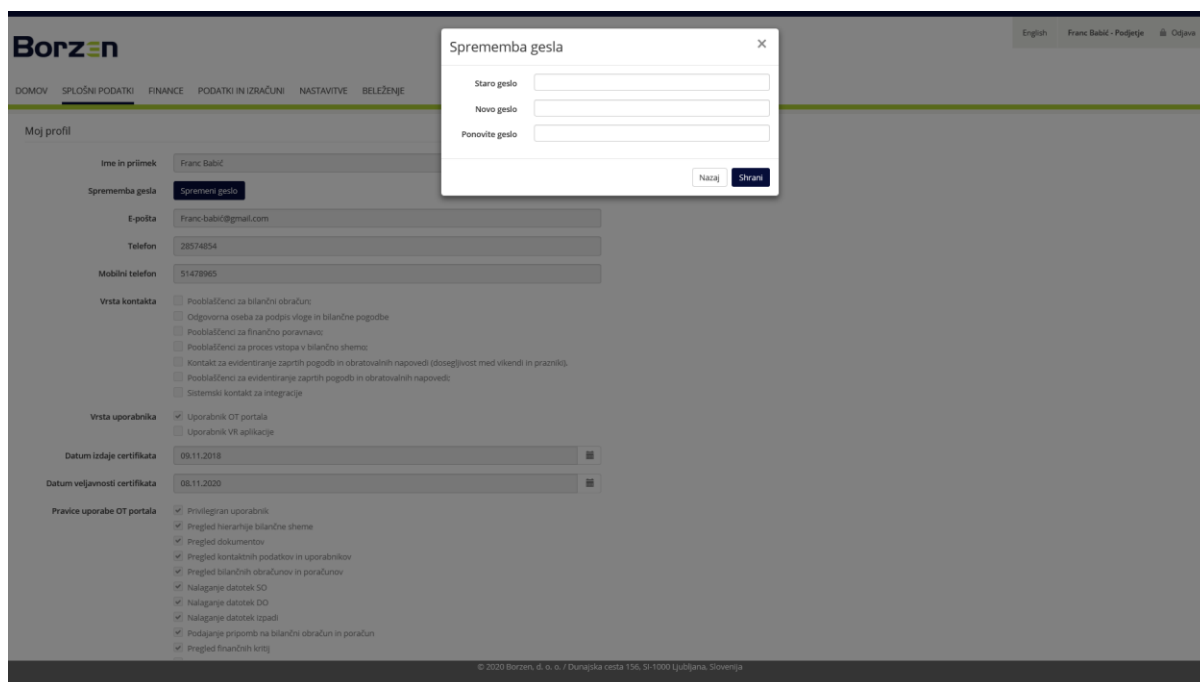 Borzen
English
Franc Babić - Podjetje
Odjava
DOMOV SPLOŠNI PODATKI FINANCE PODATKI IN IZRAČUNI NASTAVITVE BELEŽENJE
Sprememba gesla ×
Staro geslo
Novo geslo
Ponovite geslo
Nazaj Shrani
Moj profil
Ime in priimek Franc Babić
Sprememba gesla Spremeni geslo
E-pošta Franc-babić@gmail.com
Telefon 28574854
Mobilni telefon 51478965
Vrsta kontakta Pooblaščenci za bilančni obračun;
Odgovorna oseba za podpis vloge in bilančne pogodbe
Pooblaščenci za finančno poravnavo;
Pooblaščenci za proces vstopa v bilančno shemo;
Kontakt za evidentiranje zaprtih pogodb in obratovalnih napovedi (dosegljivost med vikendi in prazniki).
Pooblaščenci za evidentiranje zaprtih pogodb in obratovalnih napovedi;
Sistemski kontakt za integracije
Vrsta uporabnika Uporabnik OT portala
Uporabnik VR aplikacije
Datum izdaje certifikata 09.11.2018
Datum veljavnosti certifikata 08.11.2020
Pravice uporabe OT portala Privilegiran uporabnik
Pregled hierarhije bilančne sheme
Pregled dokumentov
Pregled kontaktnih podatkov in uporabnikov
Pregled bilančnih obračunov in poračunov
Nalaganje datotek SO
Nalaganje datotek DO
Nalaganje datotek izpadi
Podajanje pripomb na bilančni obračun in poračun
Pregled finančnih kritij
© 2020 Borzen, d. o. o. / Dunajska cesta 156, SI-1000 Ljubljana, Slovenija